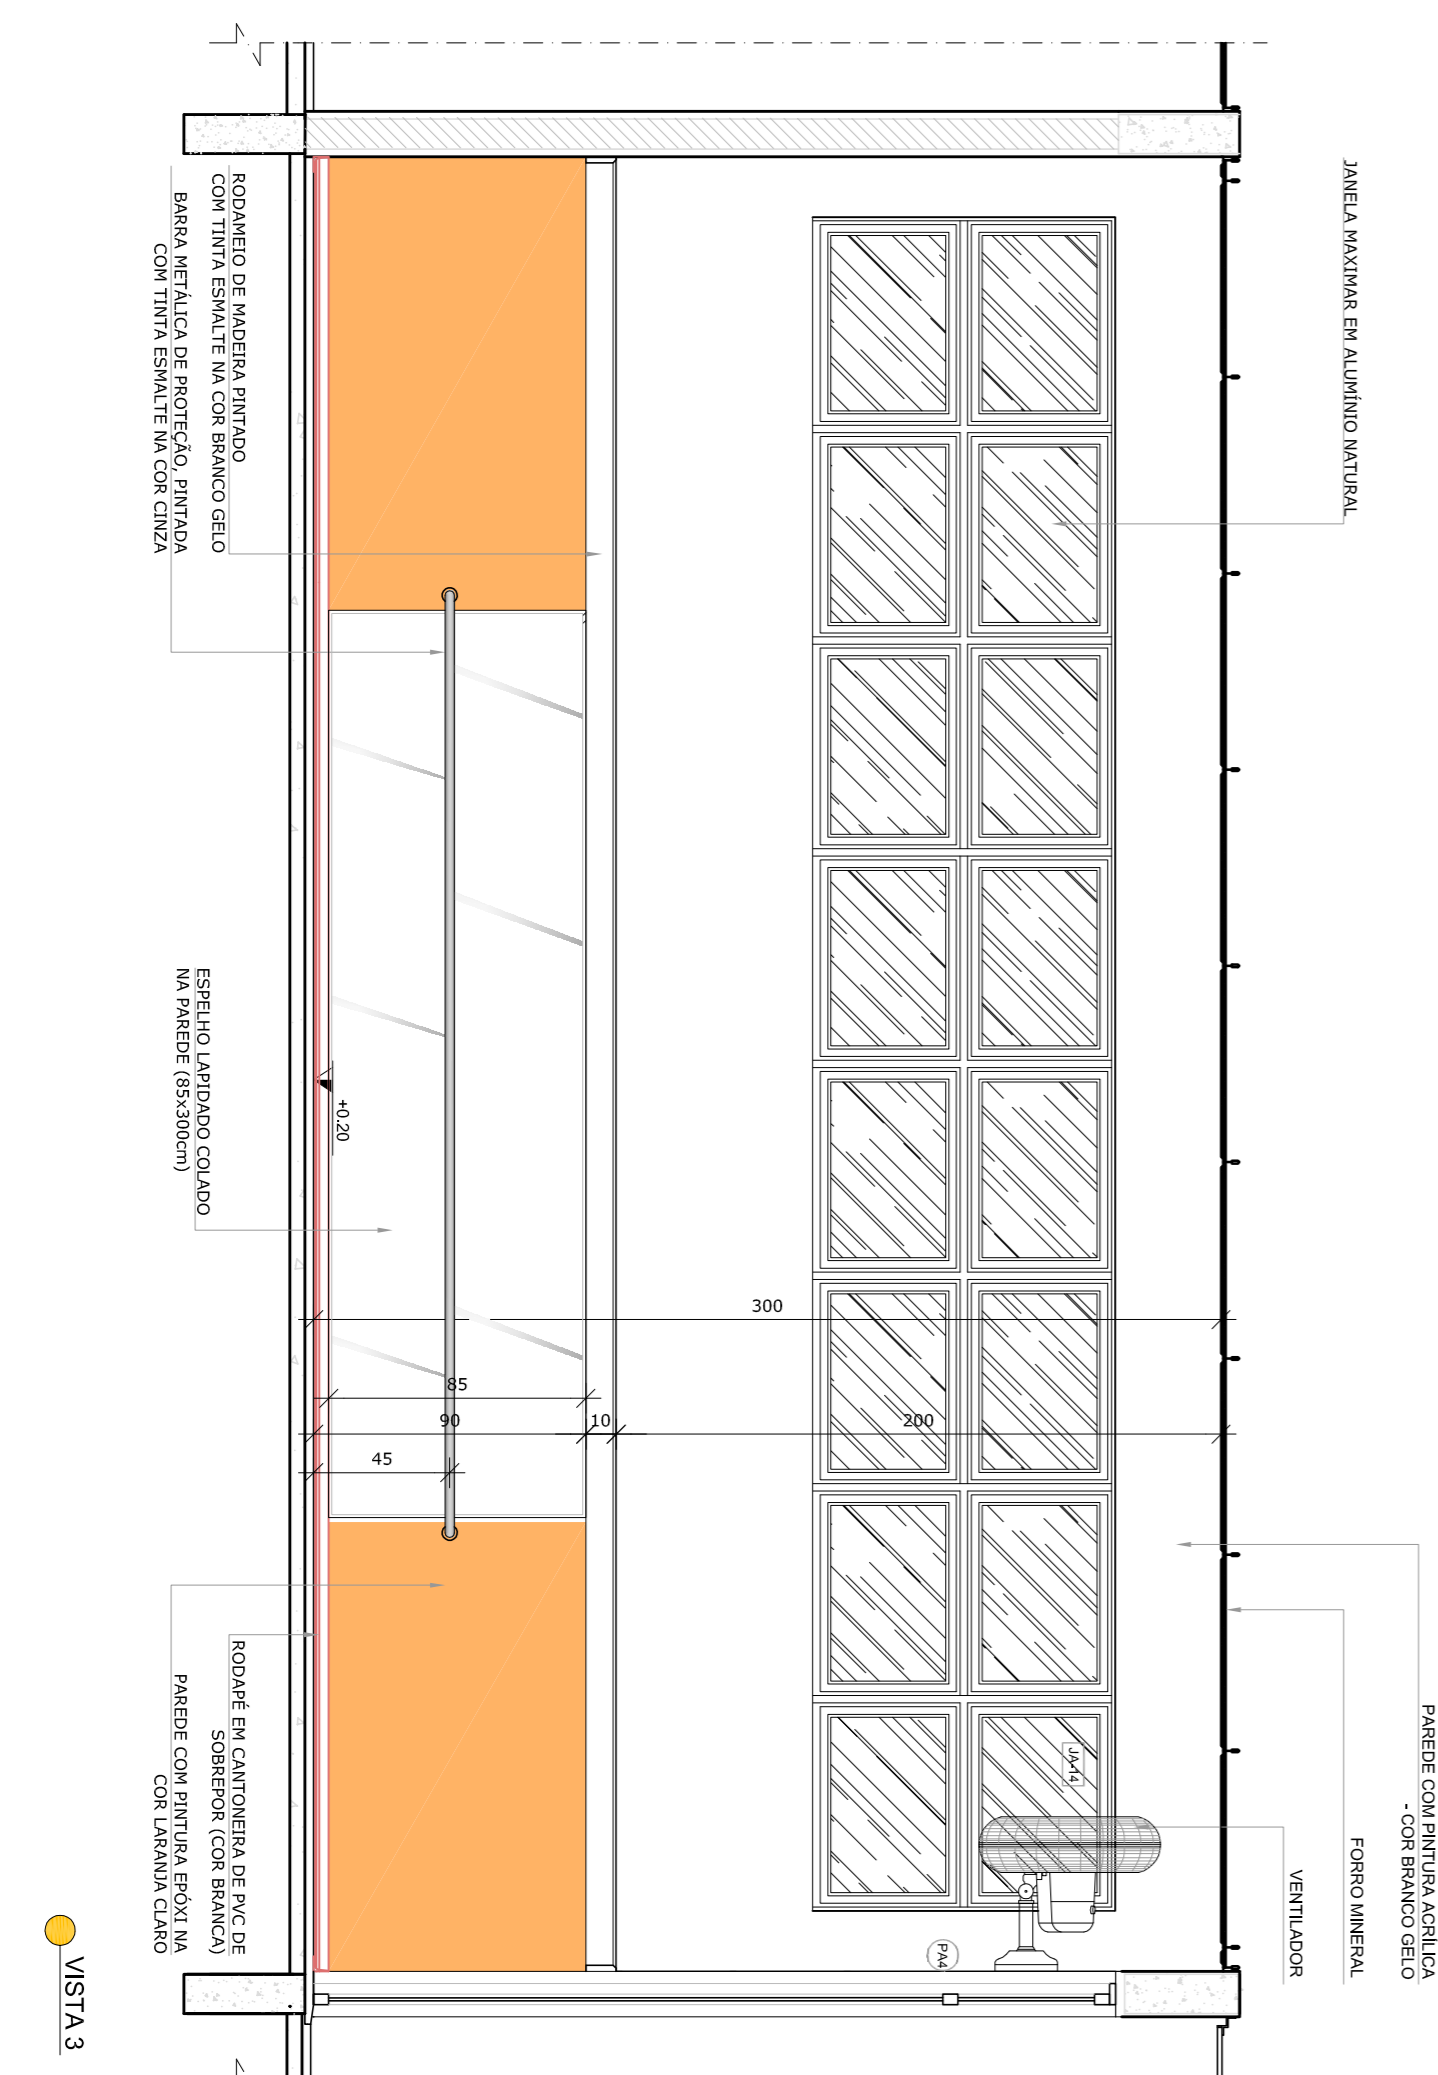 JANELA MAXIMAR EM ALUMÍNIO NATURAL
PAREDE COM PINTURA ACRÍLICA
- COR BRANCO GELO
FORRO MINERAL
VENTILADOR
JA-14
PA4
300
85
90
10
200
45
+0.20
RODAMEIO DE MADEIRA PINTADO
COM TINTA ESMALTE NA COR BRANCO GELO
BARRA METÁLICA DE PROTEÇÃO, PINTADA
COM TINTA ESMALTE NA COR CINZA
ESPELHO LAPIDADO COLADO
NA PAREDE (85x300cm)
RODAPÉ EM CANTONEIRA DE PVC DE
SOBREPOR (COR BRANCA)
PAREDE COM PINTURA EPÓXI NA
COR LARANJA CLARO
VISTA 3